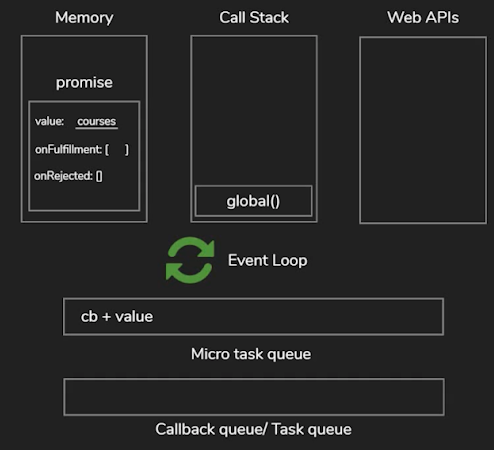 Memory
Call Stack
Web APIs
promise
value: courses
onFulfillment: [ ]
onRejected: []
global()
Event Loop
cb + value
Micro task queue
Callback queue/ Task queue